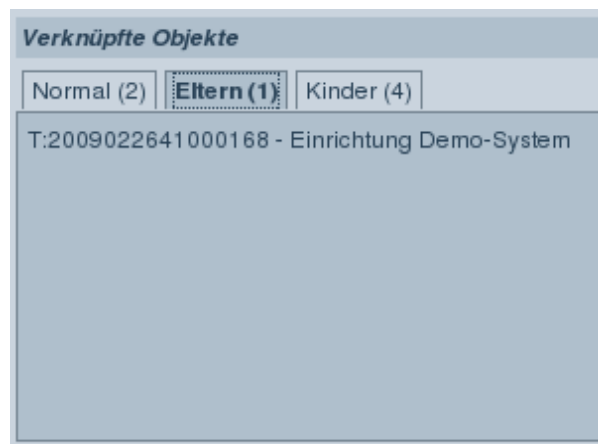 Verknüpfte Objekte
Normal (2) Eltern (1) Kinder (4)
T:2009022641000168 - Einrichtung Demo-System